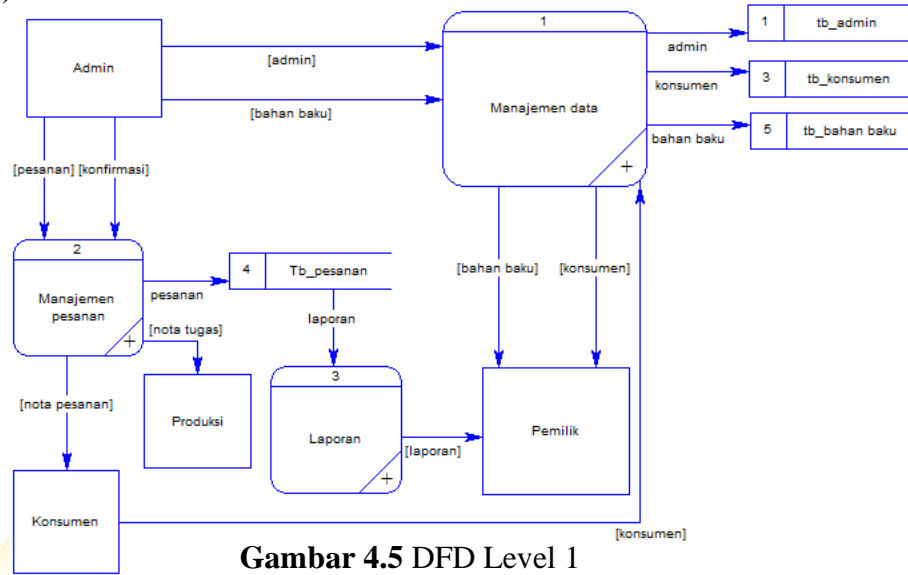 )
Admin
[admin]
[bahan baku]
1
Manajemen data
+
admin
1 tb_admin
konsumen
3 tb_konsumen
bahan baku
5 tb_bahan baku
[pesanan] [konfirmasi]
2
Manajemen
pesanan
+
pesanan
4 Tb_pesanan
[nota tugas]
laporan
[bahan baku]
[konsumen]
[nota pesanan]
Produksi
3
Laporan
+
[laporan]
Pemilik
Konsumen
[konsumen]
Gambar 4.5 DFD Level 1